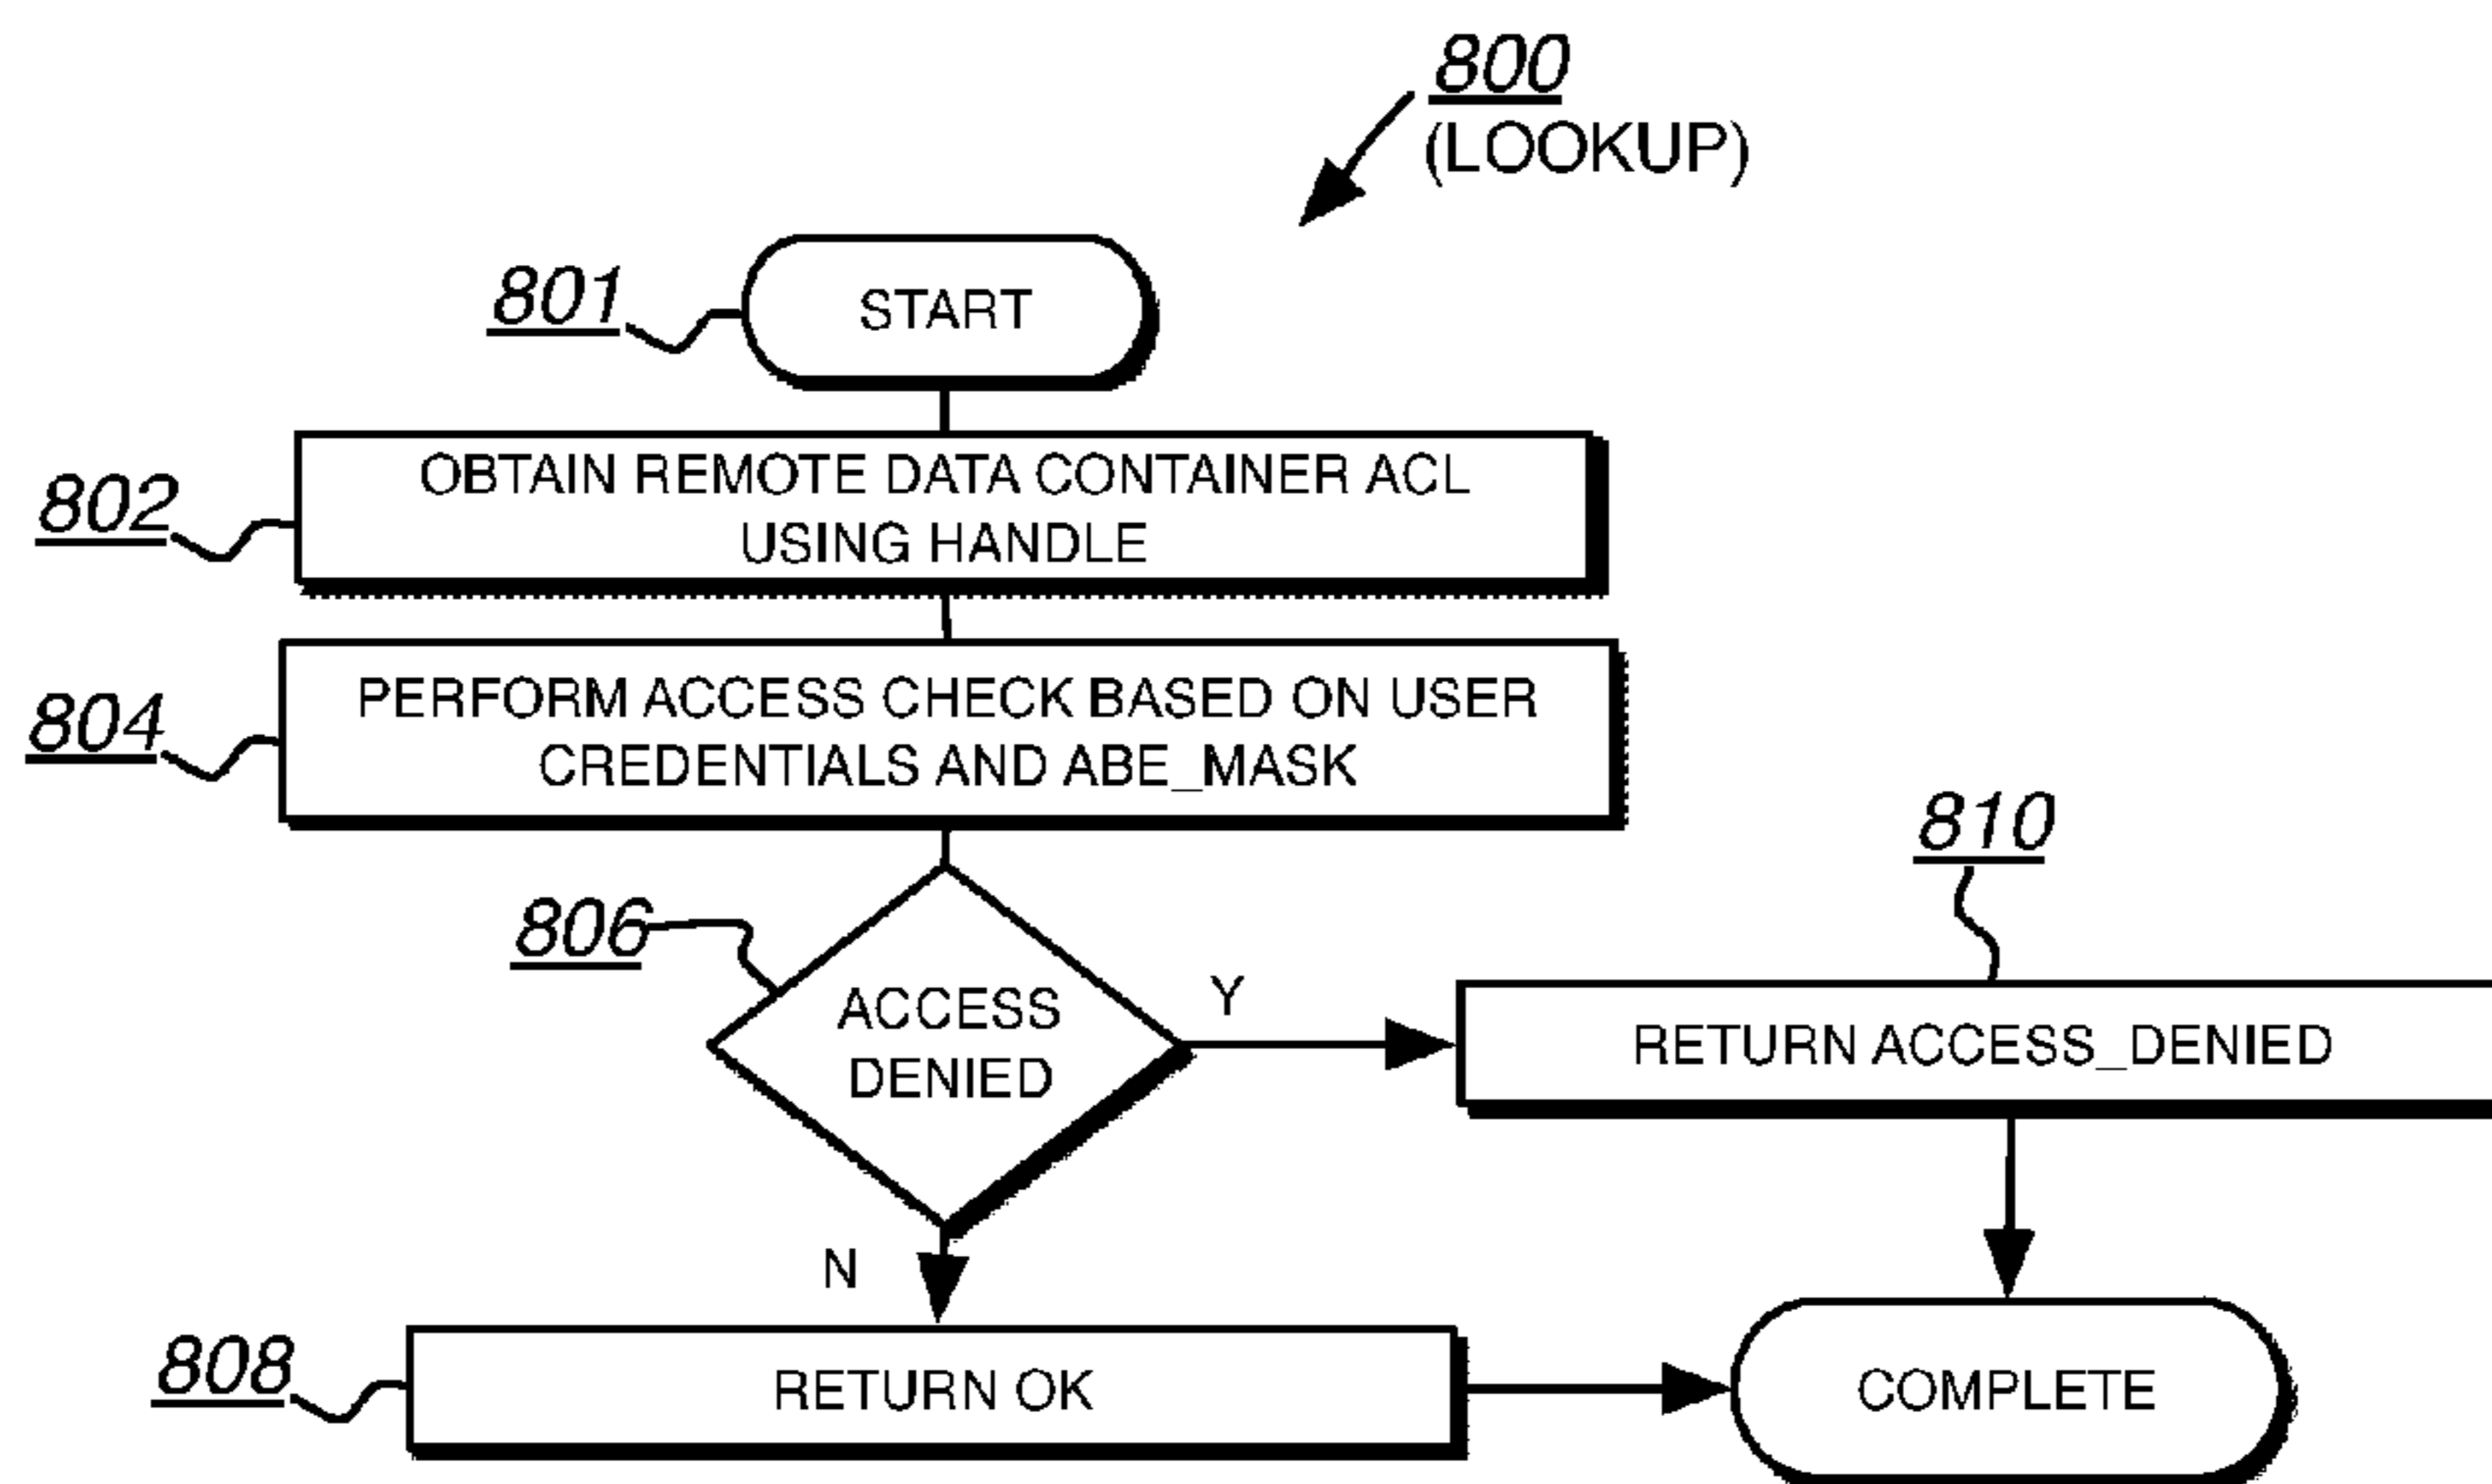 800
(LOOKUP)
801
START
802
OBTAIN REMOTE DATA CONTAINER ACL
USING HANDLE
804
PERFORM ACCESS CHECK BASED ON USER
CREDENTIALS AND ABE_MASK
810
806
ACCESS
DENIED
Y
RETURN ACCESS_DENIED
N
808
RETURN OK
COMPLETE